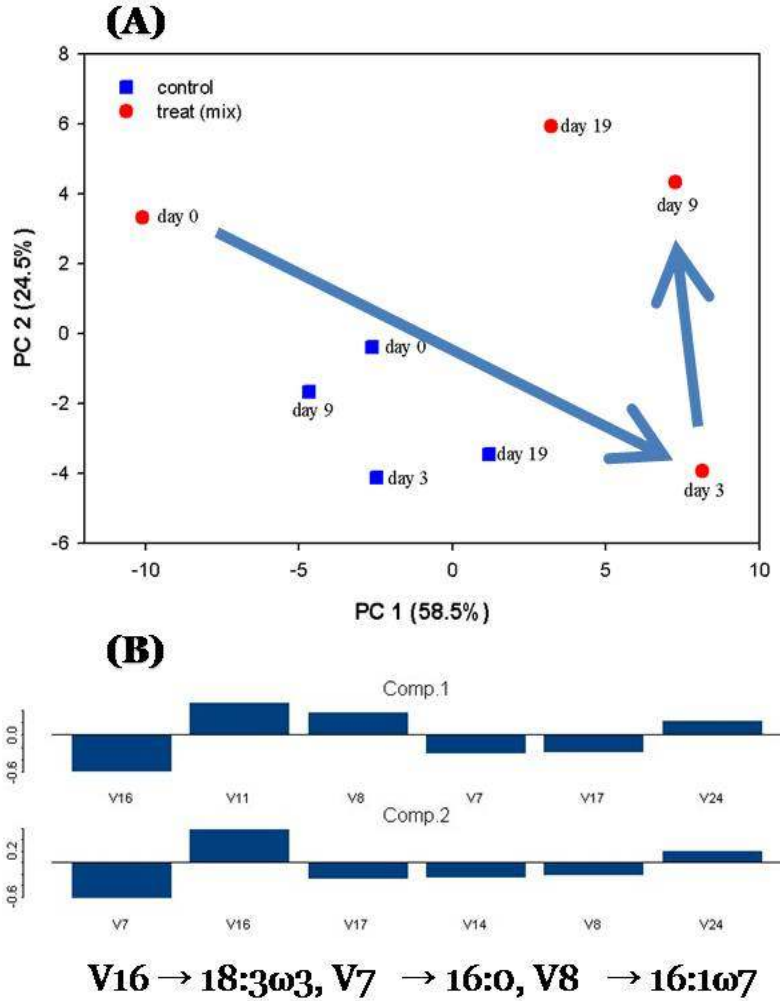 (A)
8
6
4
2
0
-2
-4
-6
PC 2 (24.5%)
control
treat (mix)
day 19
day 9
day 0
day 0
day 9
day 19
day 3
day 3
-10
-5
0
5
10
PC 1 (58.5%)
(B)
Comp.1
0.0
-0.6
V16 V11 V8 V7 V17 V24
Comp.2
0.2
-0.6
V7 V16 V17 V14 V8 V24
V16 → 18:3ω3, V7 → 16:0, V8 → 16:1ω7